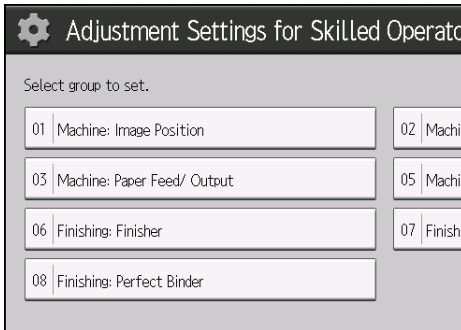 Adjustment Settings for Skilled Operato
Select group to set.
01 Machine: Image Position
02 Machi
03 Machine: Paper Feed/ Output
05 Machi
06 Finishing: Finisher
07 Finish
08 Finishing: Perfect Binder